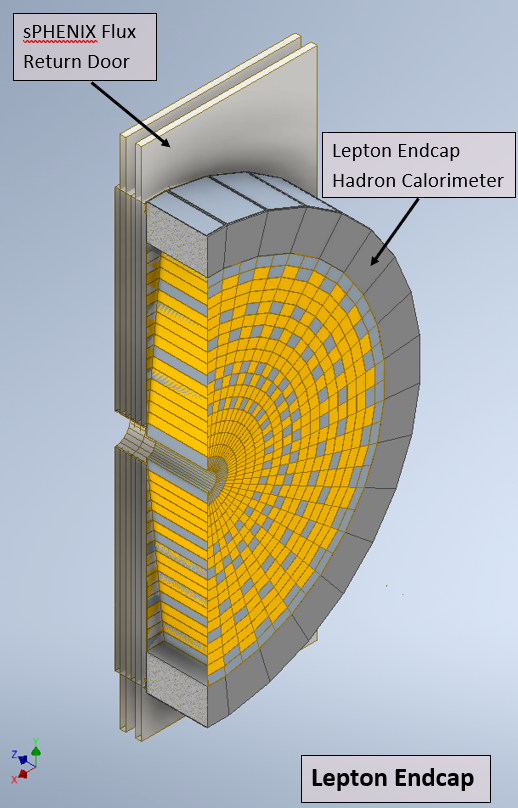 sPHENIX Flux
Return Door
Lepton Endcap
Hadron Calorimeter
Y
Z
X
Lepton Endcap